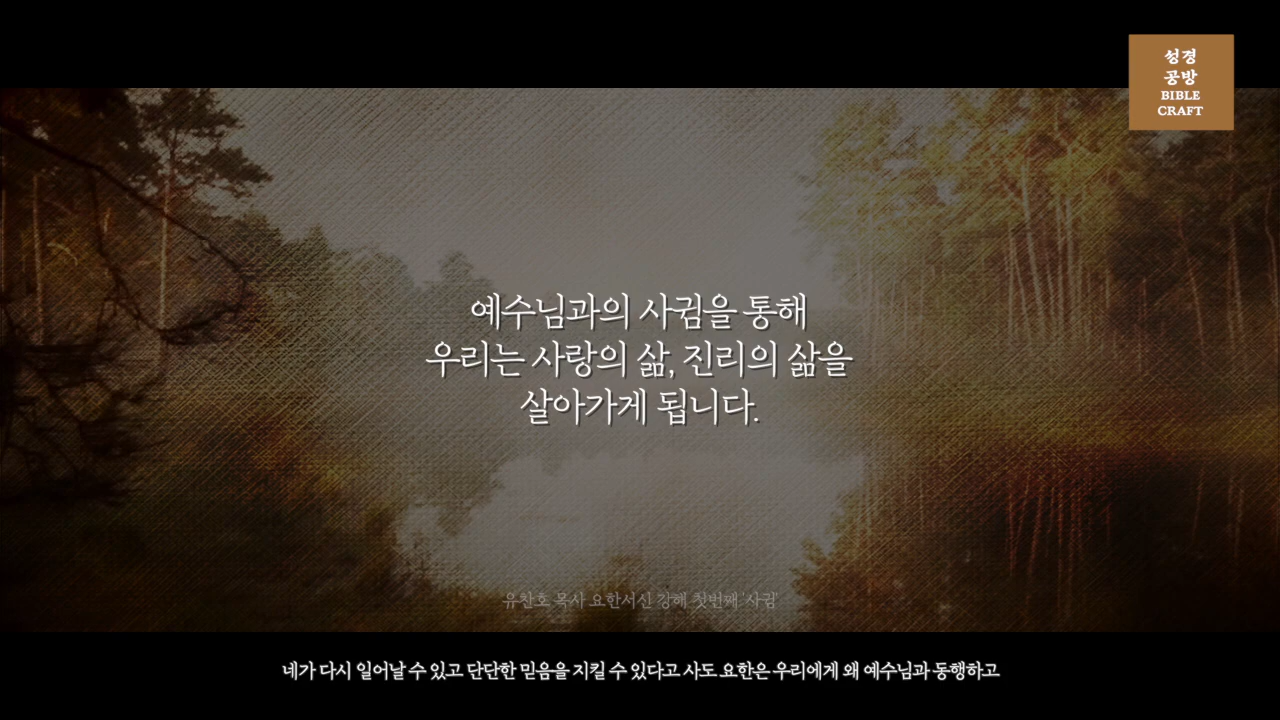 성경
공방
BIBLE
CRAFT
예수님과의 사귐을 통해
우리는 사랑의 삶, 진리의 삶을
살아가게 됩니다.
유찬호 목사 요한서신 강해 첫번째 '사귐'
네가 다시 일어날 수 있고 단단한 믿음을 지킬 수 있다고 사도 요한은 우리에게 왜 예수님과 동행하고